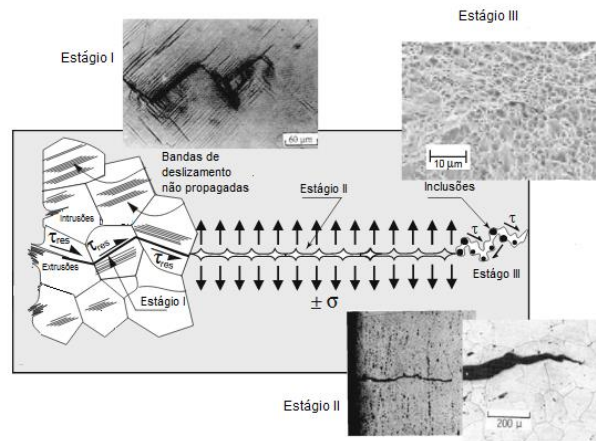 Estágio III
Estágio I
60 µm
10 µm
Bandas de
deslizamento
não propagadas
Estágio II
Inclusões
Intrusões
τres
τres
τres
τ
τ
Extrusões
Estágo III
Estágio I
± σ
Estágio II
200 µ